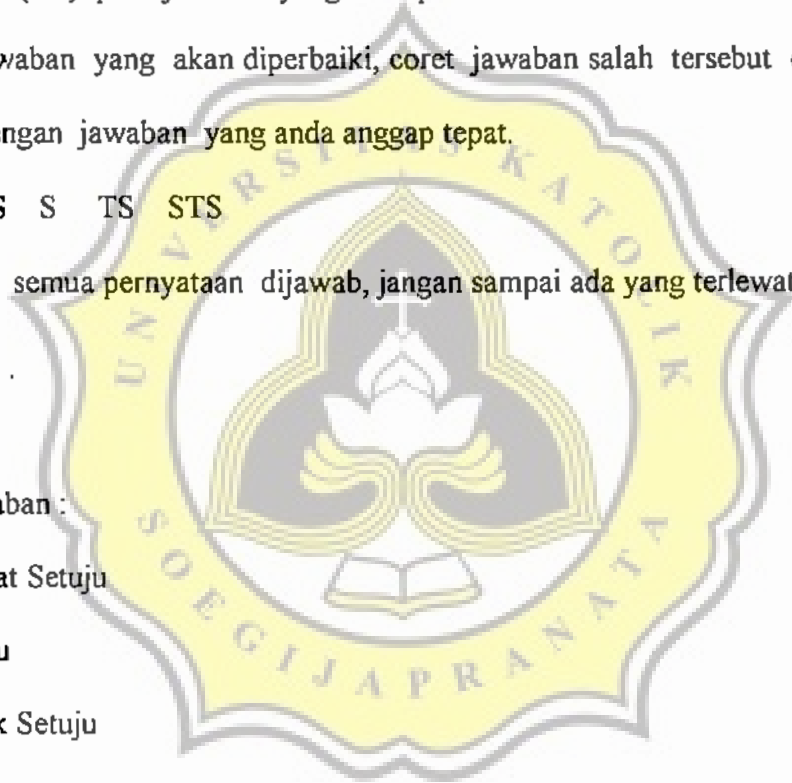 waban yang akan diperbaiki, coret jawaban salah tersebut
ngan jawaban yang anda anggap tepat.
S S TS STS
semua pernyataan dijawab, jangan sampai ada yang terlewat
aban :
at Setuju
u
k Setuju
UNIVERSITAS KATOLIK
SOEGIJAPRANATA